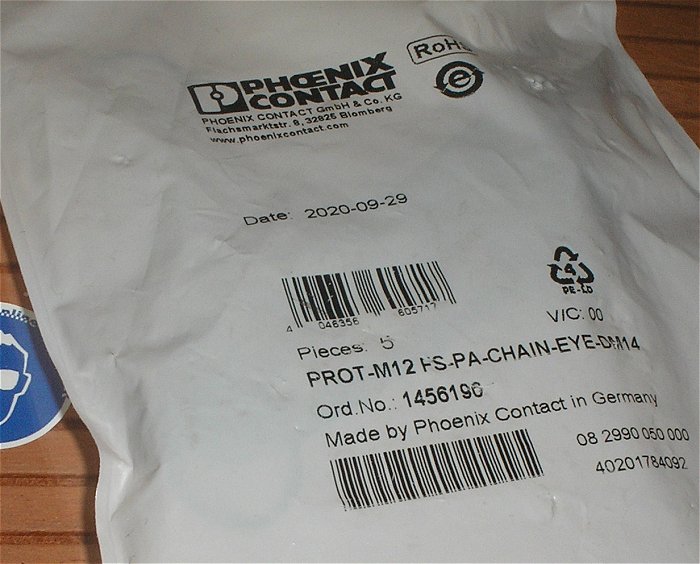 PHOENIX
CONTACT
RoHS
PHOENIX CONTACT GmbH & Co. KG
Flachsmarktstr. 8, 32825 Blomberg
www.phoenixcontact.com
Date: 2020-09-29
4 046356 605717
4
PE-LD
V/C: 00
Pieces: 5
PROT-M12 FS-PA-CHAIN-EYE-DM14
Ord.No.: 1456190
Made by Phoenix Contact in Germany
08 2990 050 000
40201784092